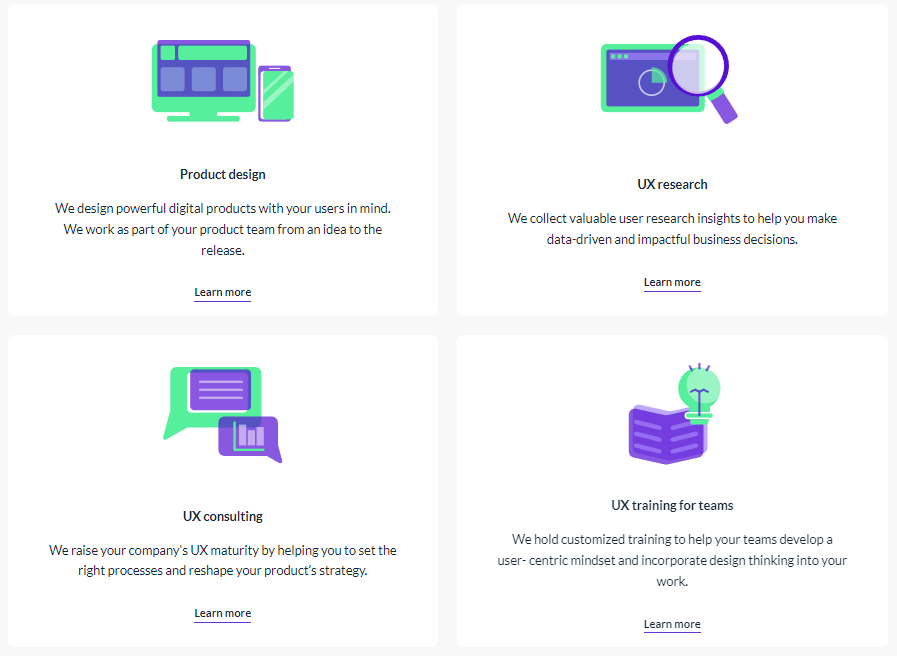 Product design
We design powerful digital products with your users in mind.
We work as part of your product team from an idea to the
release.
Learn more
UX research
We collect valuable user research insights to help you make
data-driven and impactful business decisions.
Learn more
UX consulting
We raise your company's UX maturity by helping you to set the
right processes and reshape your product's strategy.
Learn more
UX training for teams
We hold customized training to help your teams develop a
user- centric mindset and incorporate design thinking into your
work.
Learn more